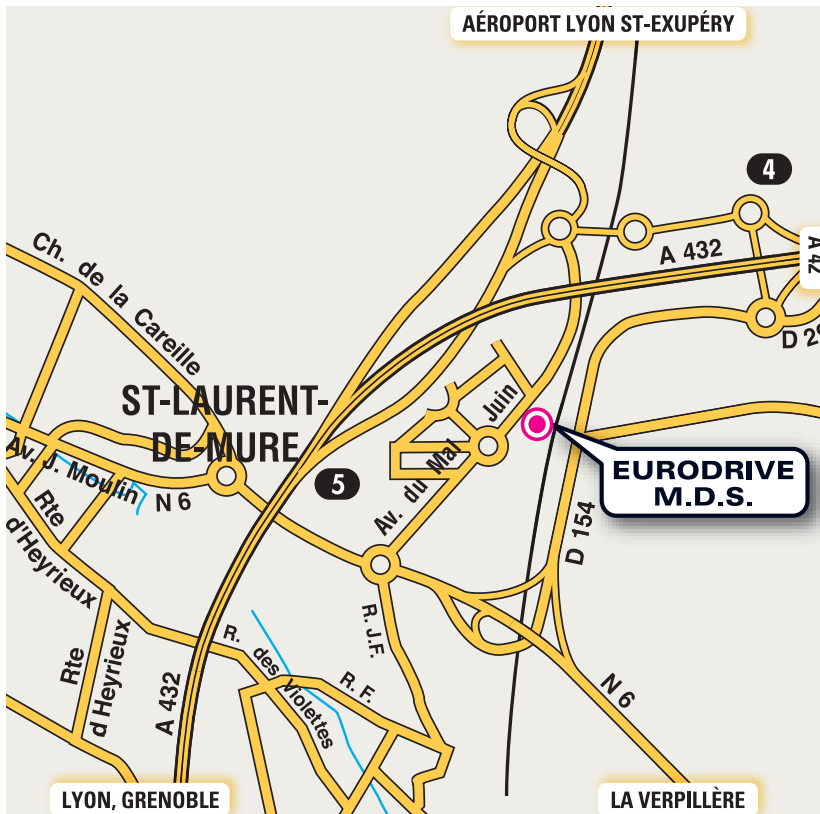 AÉROPORT LYON ST-EXUPÉRY
4
A 432
A 42
D 29
Ch. de la Careille
ST-LAURENT-
DE-MURE
Juin
Av. du Mal
5
EURODRIVE
M.D.S.
Av. J. Moulin
N 6
Rte
d'Heyrieux
D 154
R. J.F.
R. des Violettes
R. F.
Rte
d Heyrieux
A 432
N 6
LYON, GRENOBLE
LA VERPILLÈRE